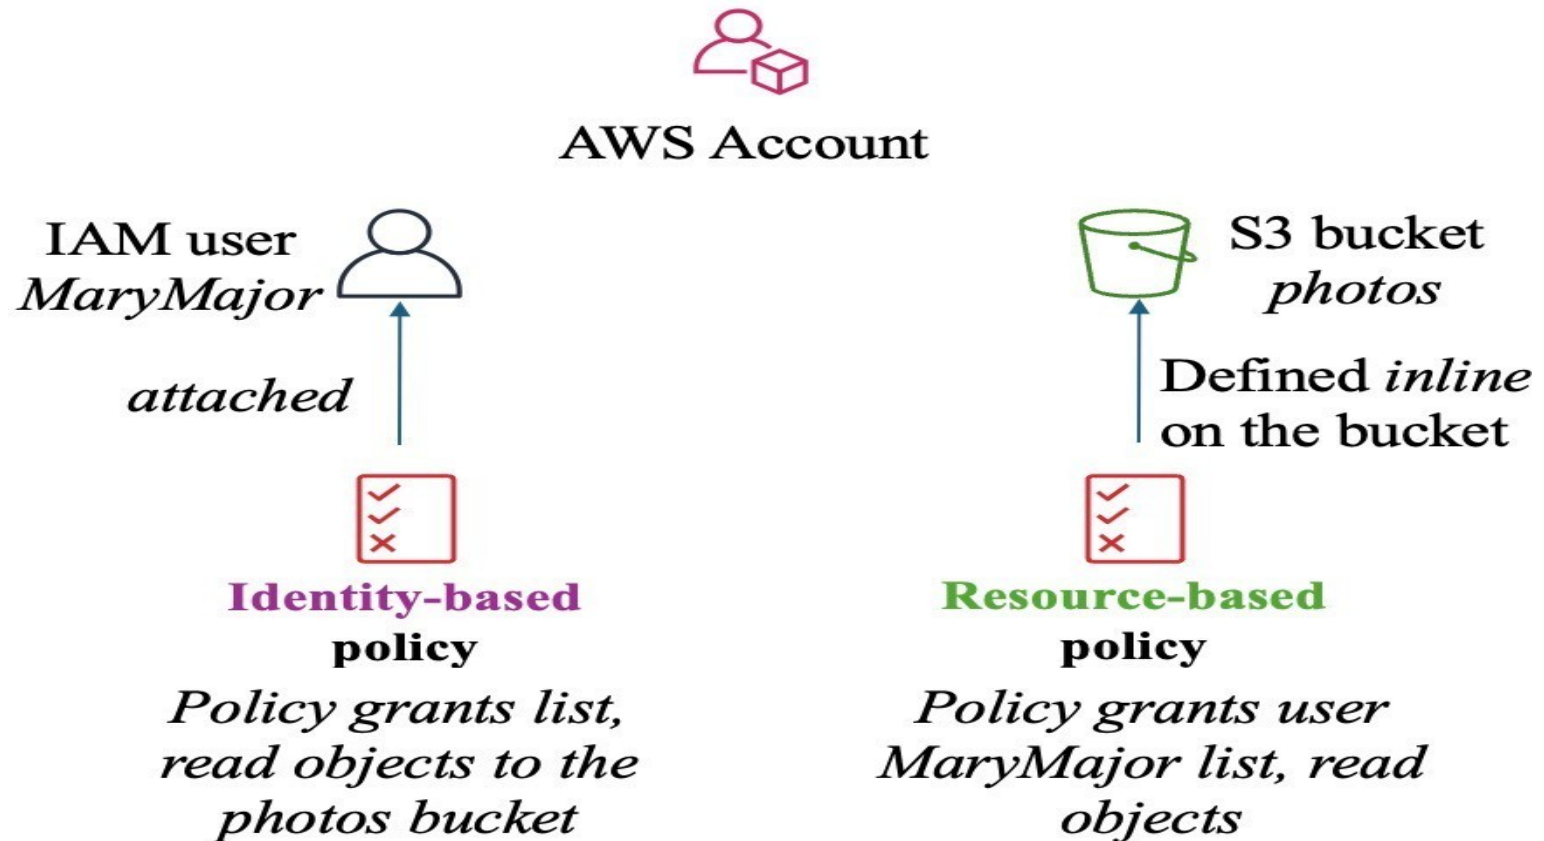 AWS Account
IAM user
MaryMajor
attached
Identity-based
policy
Policy grants list,
read objects to the
photos bucket
S3 bucket
photos
Defined inline
on the bucket
Resource-based
policy
Policy grants user
MaryMajor list, read
objects